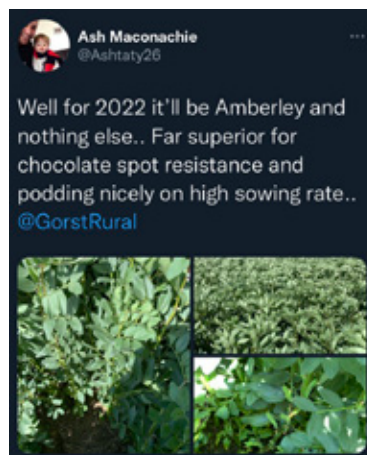 Ash Maconachie
@Ashtaty26
Well for 2022 it'll be Amberley and
nothing else.. Far superior for
chocolate spot resistance and
podding nicely on high sowing rate..
@GorstRural